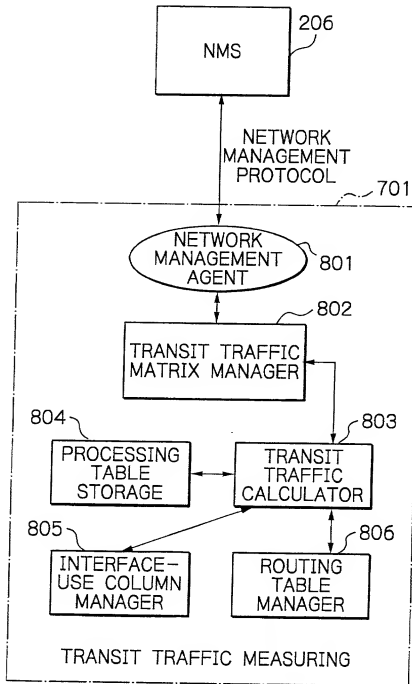 NMS
206
NETWORK
MANAGEMENT
PROTOCOL
701
NETWORK
MANAGEMENT
AGENT
801
802
TRANSIT TRAFFIC
MATRIX MANAGER
804
803
PROCESSING
TABLE
STORAGE
TRANSIT
TRAFFIC
CALCULATOR
805
806
INTERFACE-
USE COLUMN
MANAGER
ROUTING
TABLE
MANAGER
TRANSIT TRAFFIC MEASURING